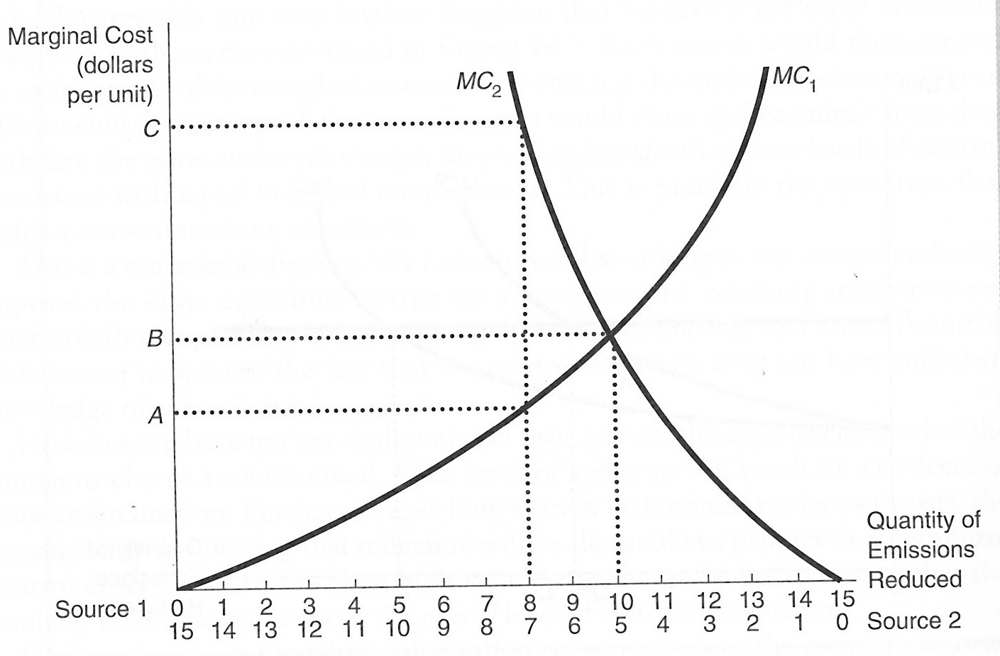 Marginal Cost
(dollars
per unit)
MC2
MC1
C
B
A
Quantity of
Emissions
Reduced
Source 1 0 1 2 3 4 5 6 7 8 9 10 11 12 13 14 15
15 14 13 12 11 10 9 8 7 6 5 4 3 2 1 0 Source 2